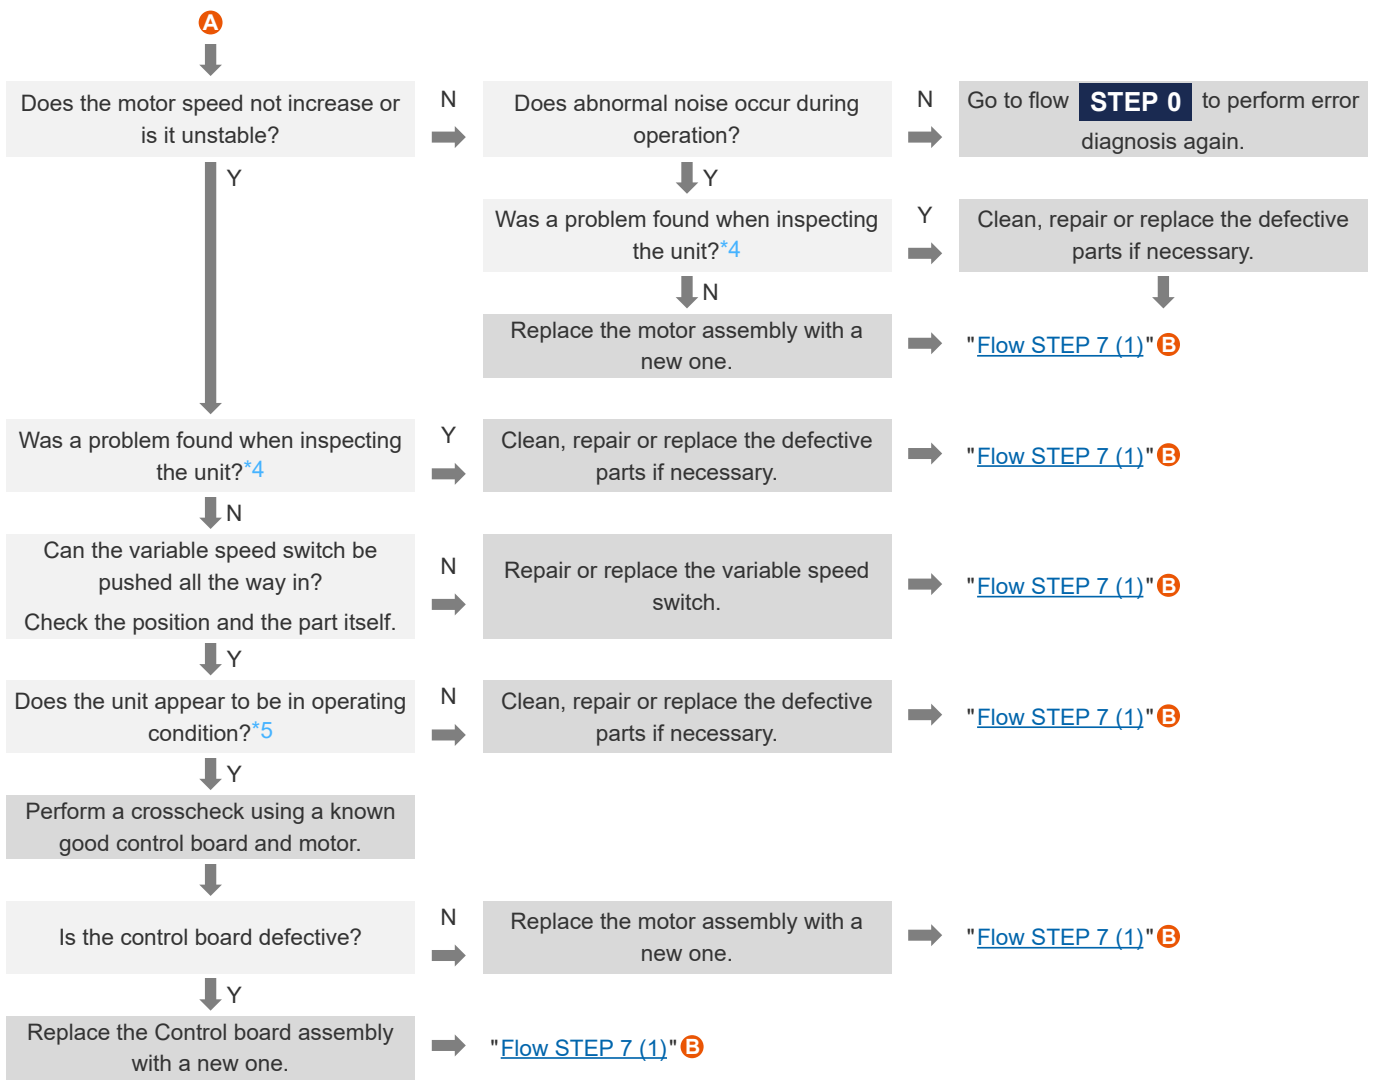 A
Does the motor speed not increase or
is it unstable?
N
Does abnormal noise occur during
operation?
N
Go to flow STEP 0 to perform error
diagnosis again.
Y
Y
Was a problem found when inspecting
the unit?*4
Y
Clean, repair or replace the defective
parts if necessary.
N
Replace the motor assembly with a
new one.
"Flow STEP 7 (1)" B
Was a problem found when inspecting
the unit?*4
Y
Clean, repair or replace the defective
parts if necessary.
"Flow STEP 7 (1)" B
N
Can the variable speed switch be
pushed all the way in?
Check the position and the part itself.
N
Repair or replace the variable speed
switch.
"Flow STEP 7 (1)" B
Y
Does the unit appear to be in operating
condition?*5
N
Clean, repair or replace the defective
parts if necessary.
"Flow STEP 7 (1)" B
Y
Perform a crosscheck using a known
good control board and motor.
Is the control board defective?
N
Replace the motor assembly with a
new one.
"Flow STEP 7 (1)" B
Y
Replace the Control board assembly
with a new one.
"Flow STEP 7 (1)" B